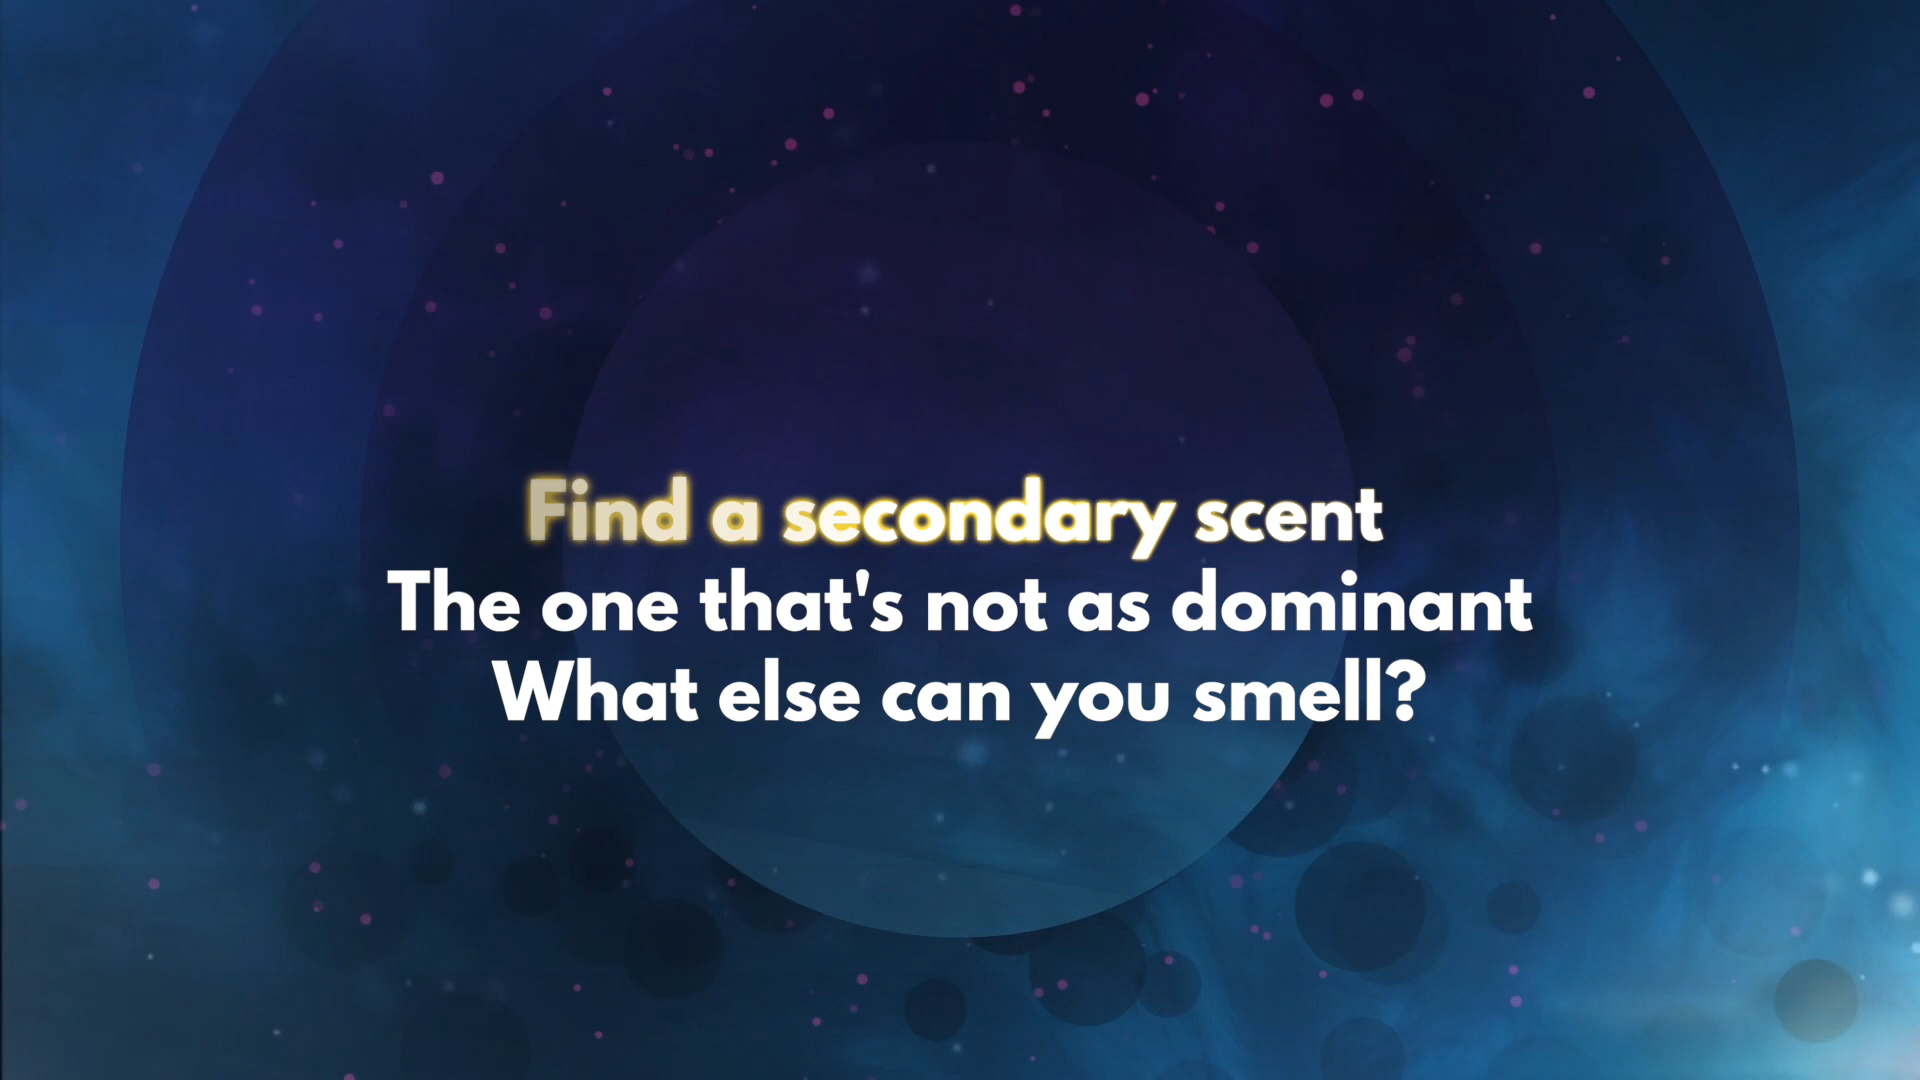 Find a secondary scent
The one that's not as dominant
What else can you smell?